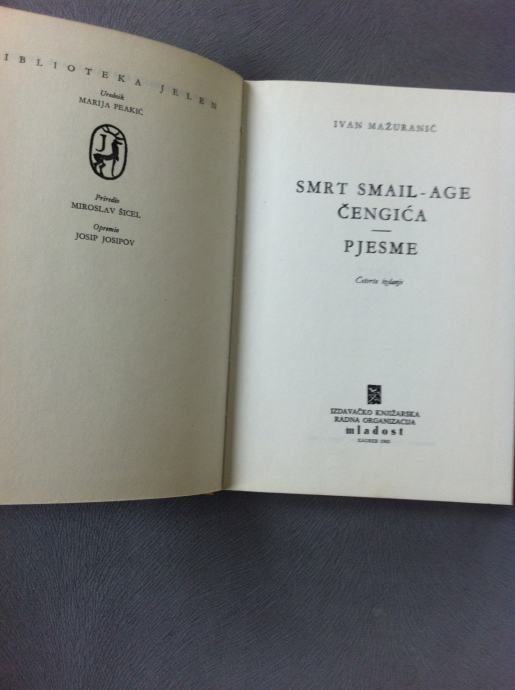 BIBLIOTEKA JELEN
Urednik
MARIJA PEAKIĆ
J
Priredio
MIROSLAV ŠICEL
Opremio
JOSIP JOSIPOV
IVAN MAŽURANIĆ
SMRT SMAIL-AGE
ČENGIĆA
PJESME
Četvrto izdanje
IZDAVAČKO KNJIŽARSKA
RADNA ORGANIZACIJA
mladost
ZAGREB